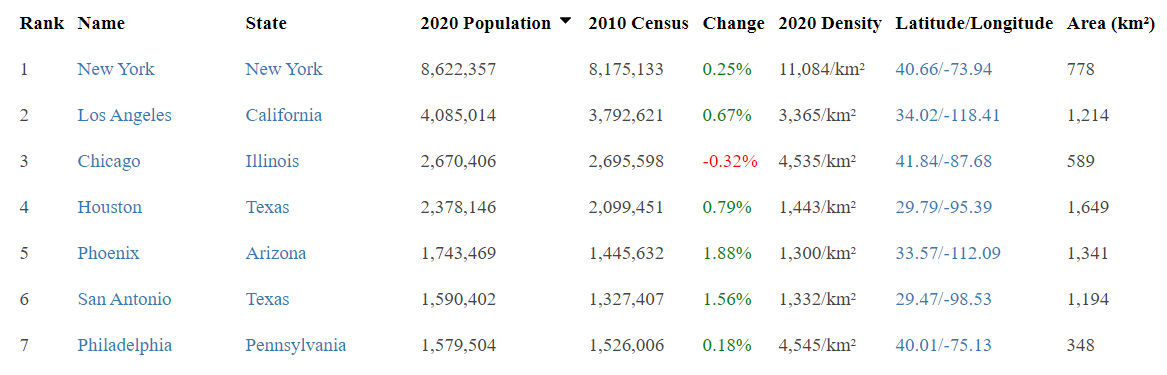 Rank Name State 2020 Population 2010 Census Change 2020 Density Latitude/Longitude Area (km²)
1 New York New York 8,622,357 8,175,133 0.25% 11,084/km² 40.66/-73.94 778
2 Los Angeles California 4,085,014 3,792,621 0.67% 3,365/km² 34.02/-118.41 1,214
3 Chicago Illinois 2,670,406 2,695,598 -0.32% 4,535/km² 41.84/-87.68 589
4 Houston Texas 2,378,146 2,099,451 0.79% 1,443/km² 29.79/-95.39 1,649
5 Phoenix Arizona 1,743,469 1,445,632 1.88% 1,300/km² 33.57/-112.09 1,341
6 San Antonio Texas 1,590,402 1,327,407 1.56% 1,332/km² 29.47/-98.53 1,194
7 Philadelphia Pennsylvania 1,579,504 1,526,006 0.18% 4,545/km² 40.01/-75.13 348